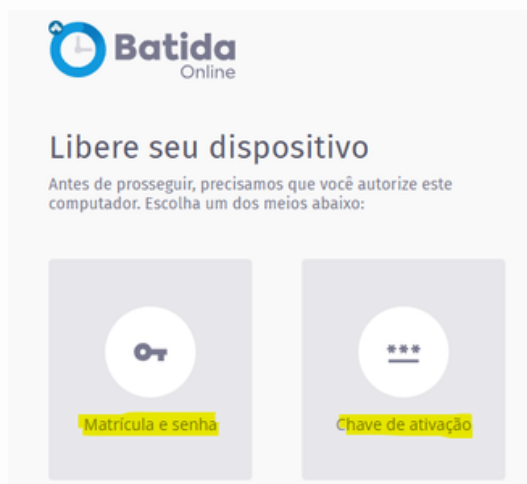 Batida
Online
Libere seu dispositivo
Antes de prosseguir, precisamos que você autorize este
computador. Escolha um dos meios abaixo:
***
Matrícula e senha
Chave de ativação